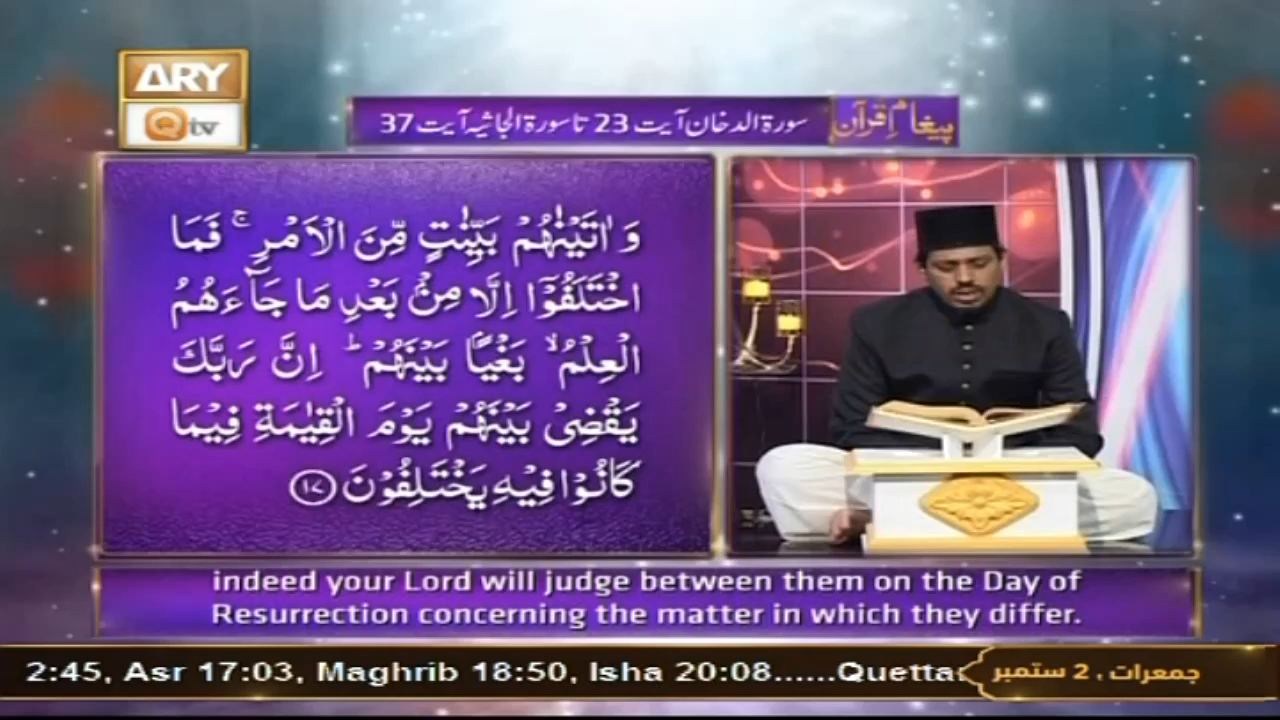 ARY
Qtv
پیغام قرآن
سورۃ الدخان آیت 23 تا سورۃ الجاثیہ آیت 37
وَ اٰتَیْنٰهُمْ بَیِّنٰتٍ مِّنَ الْاَمْرِ ۚ فَمَا
اخْتَلَفُوْۤا اِلَّا مِنْۢ بَعْدِ مَا جَآءَهُمُ
الْعِلْمُ ۙ بَغْیًۢا بَیْنَهُمْ ؕ اِنَّ رَبَّكَ
یَقْضِیْ بَیْنَهُمْ یَوْمَ الْقِیٰمَةِ فِیْمَا
كَانُوْا فِیْهِ یَخْتَلِفُوْنَ ۱۷
indeed your Lord will judge between them on the Day of
Resurrection concerning the matter in which they differ.
2:45, Asr 17:03, Maghrib 18:50, Isha 20:08......Quetta:
جمعرات ، 2 ستمبر